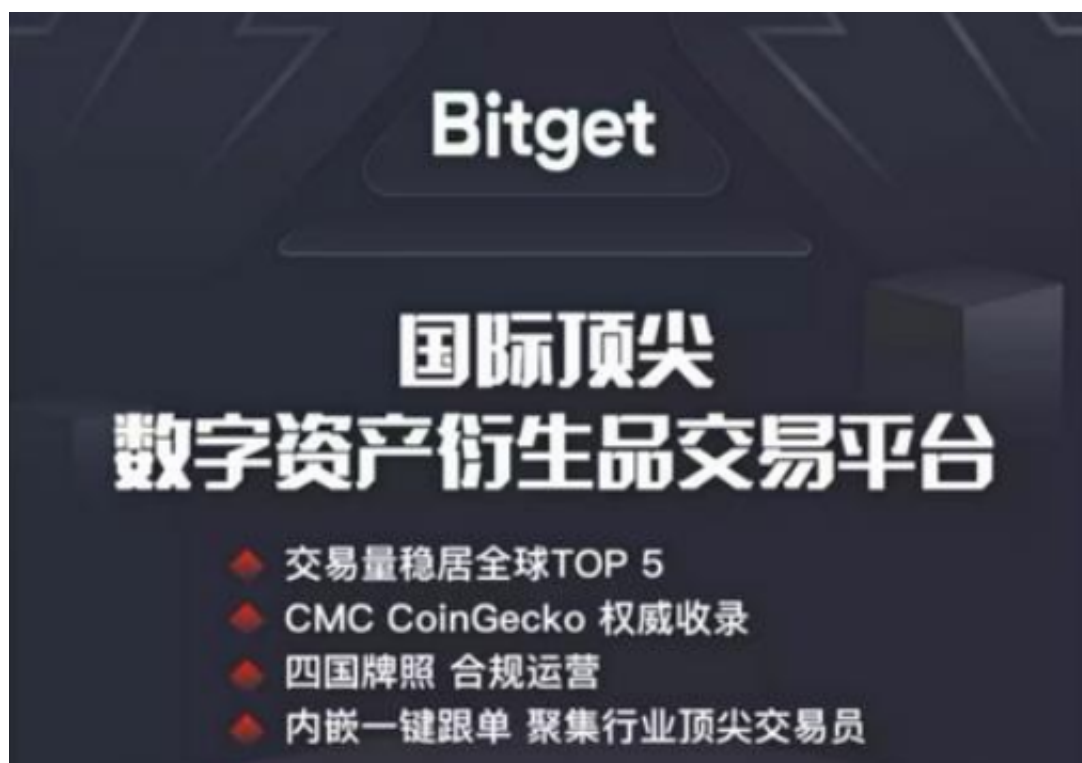 Bitget
国际顶尖
数字资产衍生品交易平台
交易量稳居全球TOP 5
CMC CoinGecko 权威收录
四国牌照 合规运营
内嵌一键跟单 聚集行业顶尖交易员